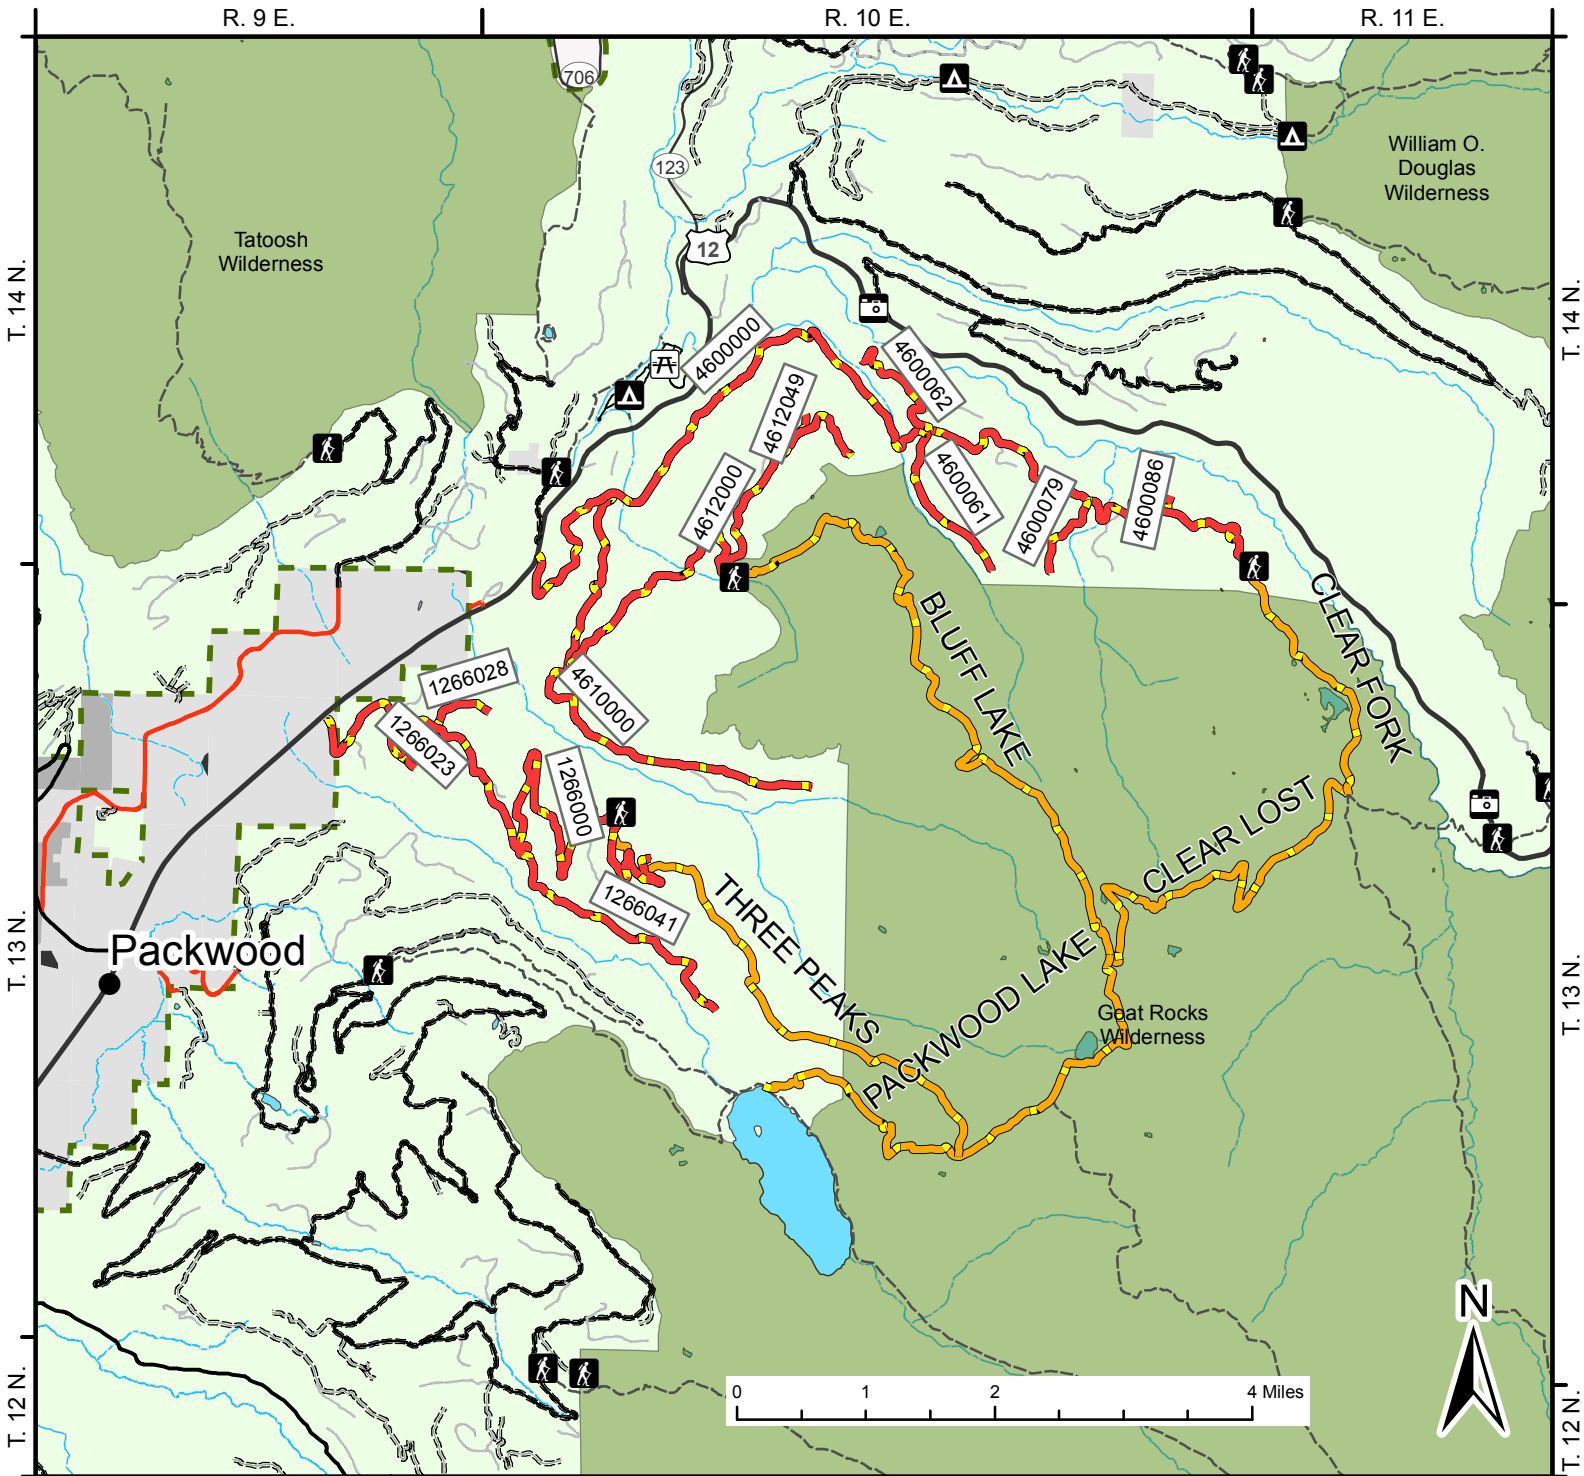 R. 9 E.
R. 10 E.
R. 11 E.
706
123
12
William O.
Douglas
Wilderness
Tatoosh
Wilderness
T. 14 N.
T. 14 N.
4600000
4600062
4612049
4612000
4600061
4600079
4600086
BLUFF LAKE
CLEAR FORK
1266028
4610000
1266023
1266000
CLEAR LOST
1266041
THREE PEAKS
PACKWOOD LAKE
Packwood
T. 13 N.
T. 13 N.
Goat Rocks
Wilderness
N
0 1 2 4 Miles
T. 12 N.
T. 12 N.